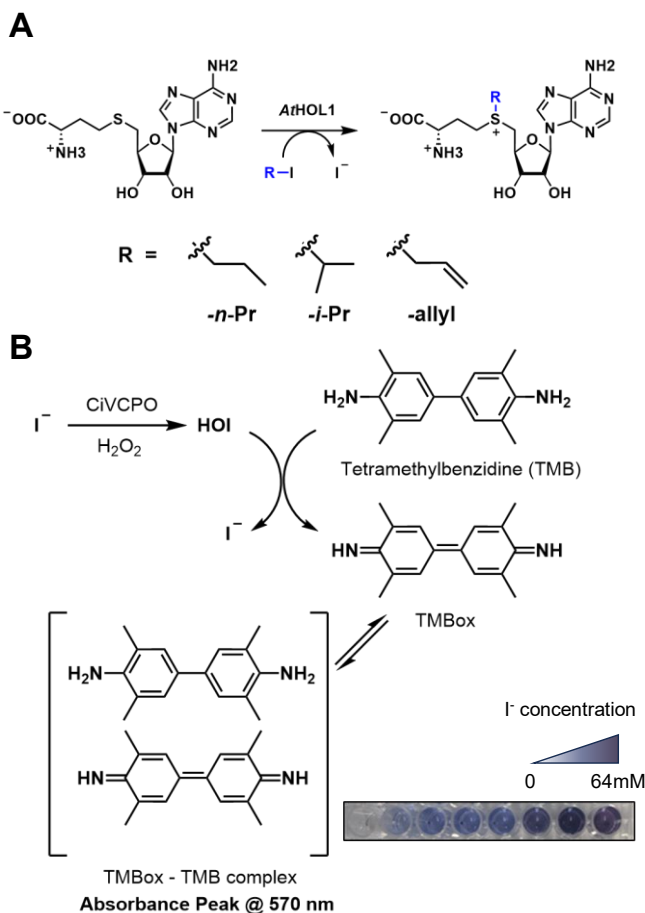 A
NH2
N
N
N
N
⁻OOC
S
O
⁺NH3
HO
OH
AtHOL1
R–I
I⁻
NH2
R
N
N
N
N
⁻OOC
S
+
O
⁺NH3
HO
OH
R =
-n-Pr
-i-Pr
-allyl
B
I⁻
CiVCPO
H₂O₂
HOI
H₂N
NH₂
Tetramethylbenzidine (TMB)
I⁻
HN
NH
TMBox
H₂N
NH₂
HN
NH
I⁻ concentration
0
64mM
TMBox - TMB complex
Absorbance Peak @ 570 nm